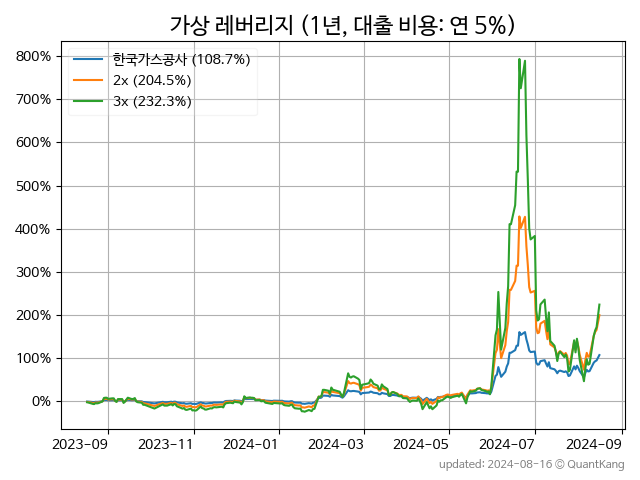 가상 레버리지 (1년, 대출 비용: 연 5%)
한국가스공사 (108.7%)
2x (204.5%)
3x (232.3%)
800%
700%
600%
500%
400%
300%
200%
100%
0%
2023-09 2023-11 2024-01 2024-03 2024-05 2024-07 2024-09
updated: 2024-08-16 © QuantKang